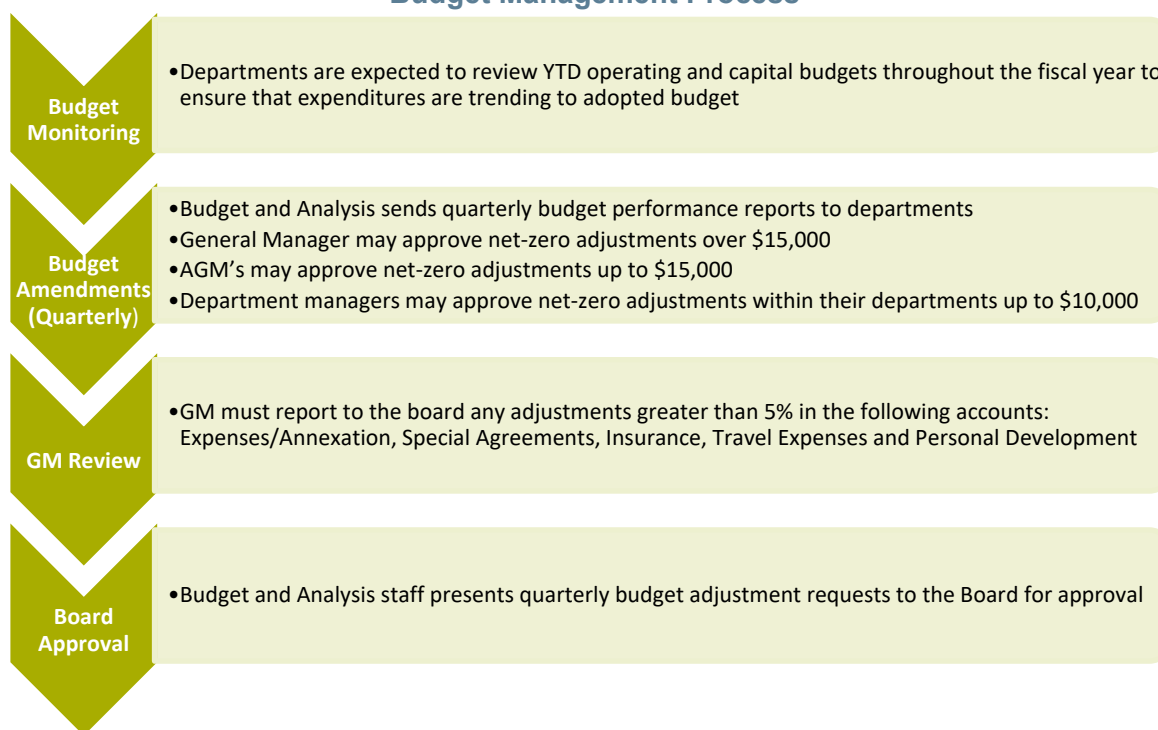 Budget Management Process
Budget
Monitoring
•Departments are expected to review YTD operating and capital budgets throughout the fiscal year to
ensure that expenditures are trending to adopted budget
Budget
Amendments
(Quarterly)
•Budget and Analysis sends quarterly budget performance reports to departments
•General Manager may approve net-zero adjustments over $15,000
•AGM's may approve net-zero adjustments up to $15,000
•Department managers may approve net-zero adjustments within their departments up to $10,000
GM Review
•GM must report to the board any adjustments greater than 5% in the following accounts:
Expenses/Annexation, Special Agreements, Insurance, Travel Expenses and Personal Development
Board
Approval
•Budget and Analysis staff presents quarterly budget adjustment requests to the Board for approval